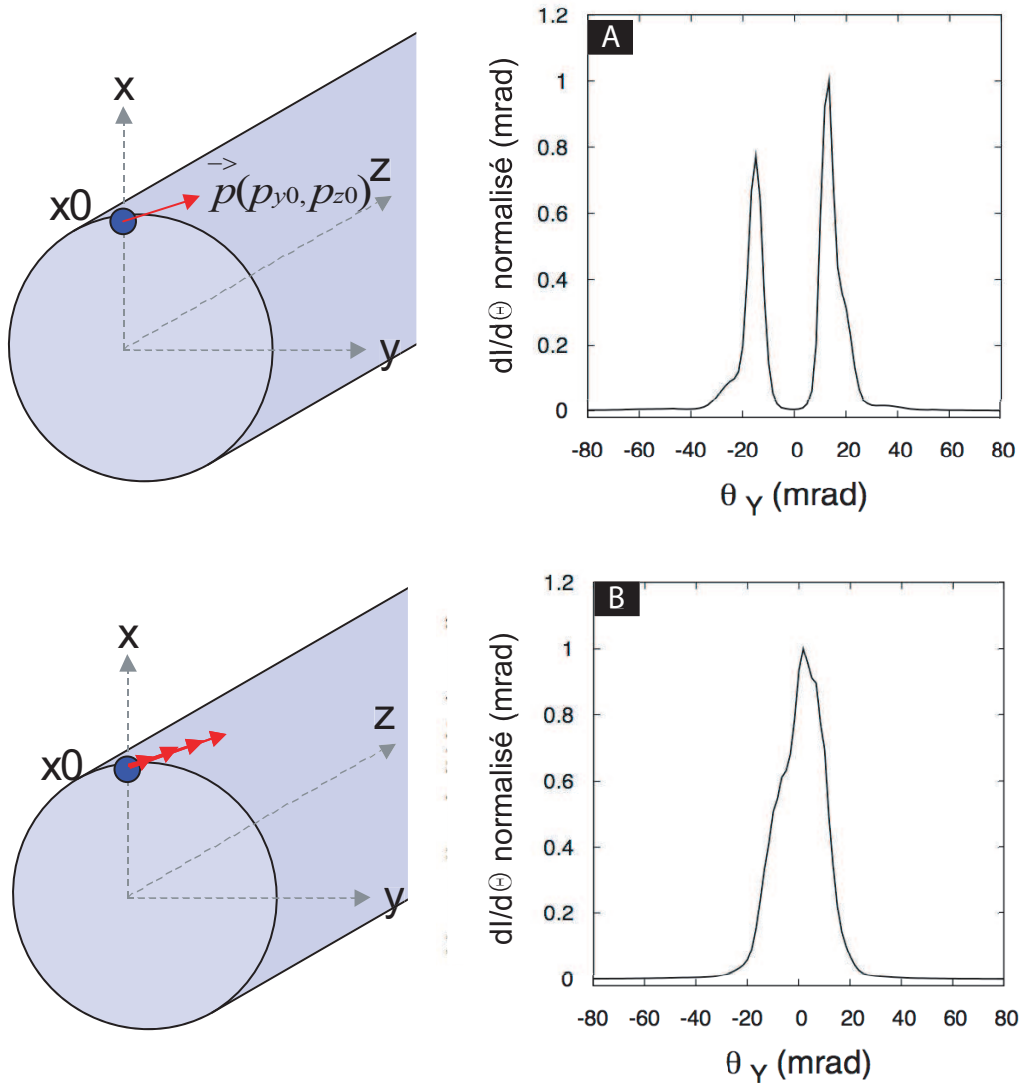 x
x0
p(py0, pz0)
z
y
A
dI/dΘ normalisé (mrad)
1.2
1
0.8
0.6
0.4
0.2
0
-80 -60 -40 -20 0 20 40 60 80
θ Y (mrad)
x
x0
z
y
B
dI/dΘ normalisé (mrad)
1.2
1
0.8
0.6
0.4
0.2
0
-80 -60 -40 -20 0 20 40 60 80
θ Y (mrad)